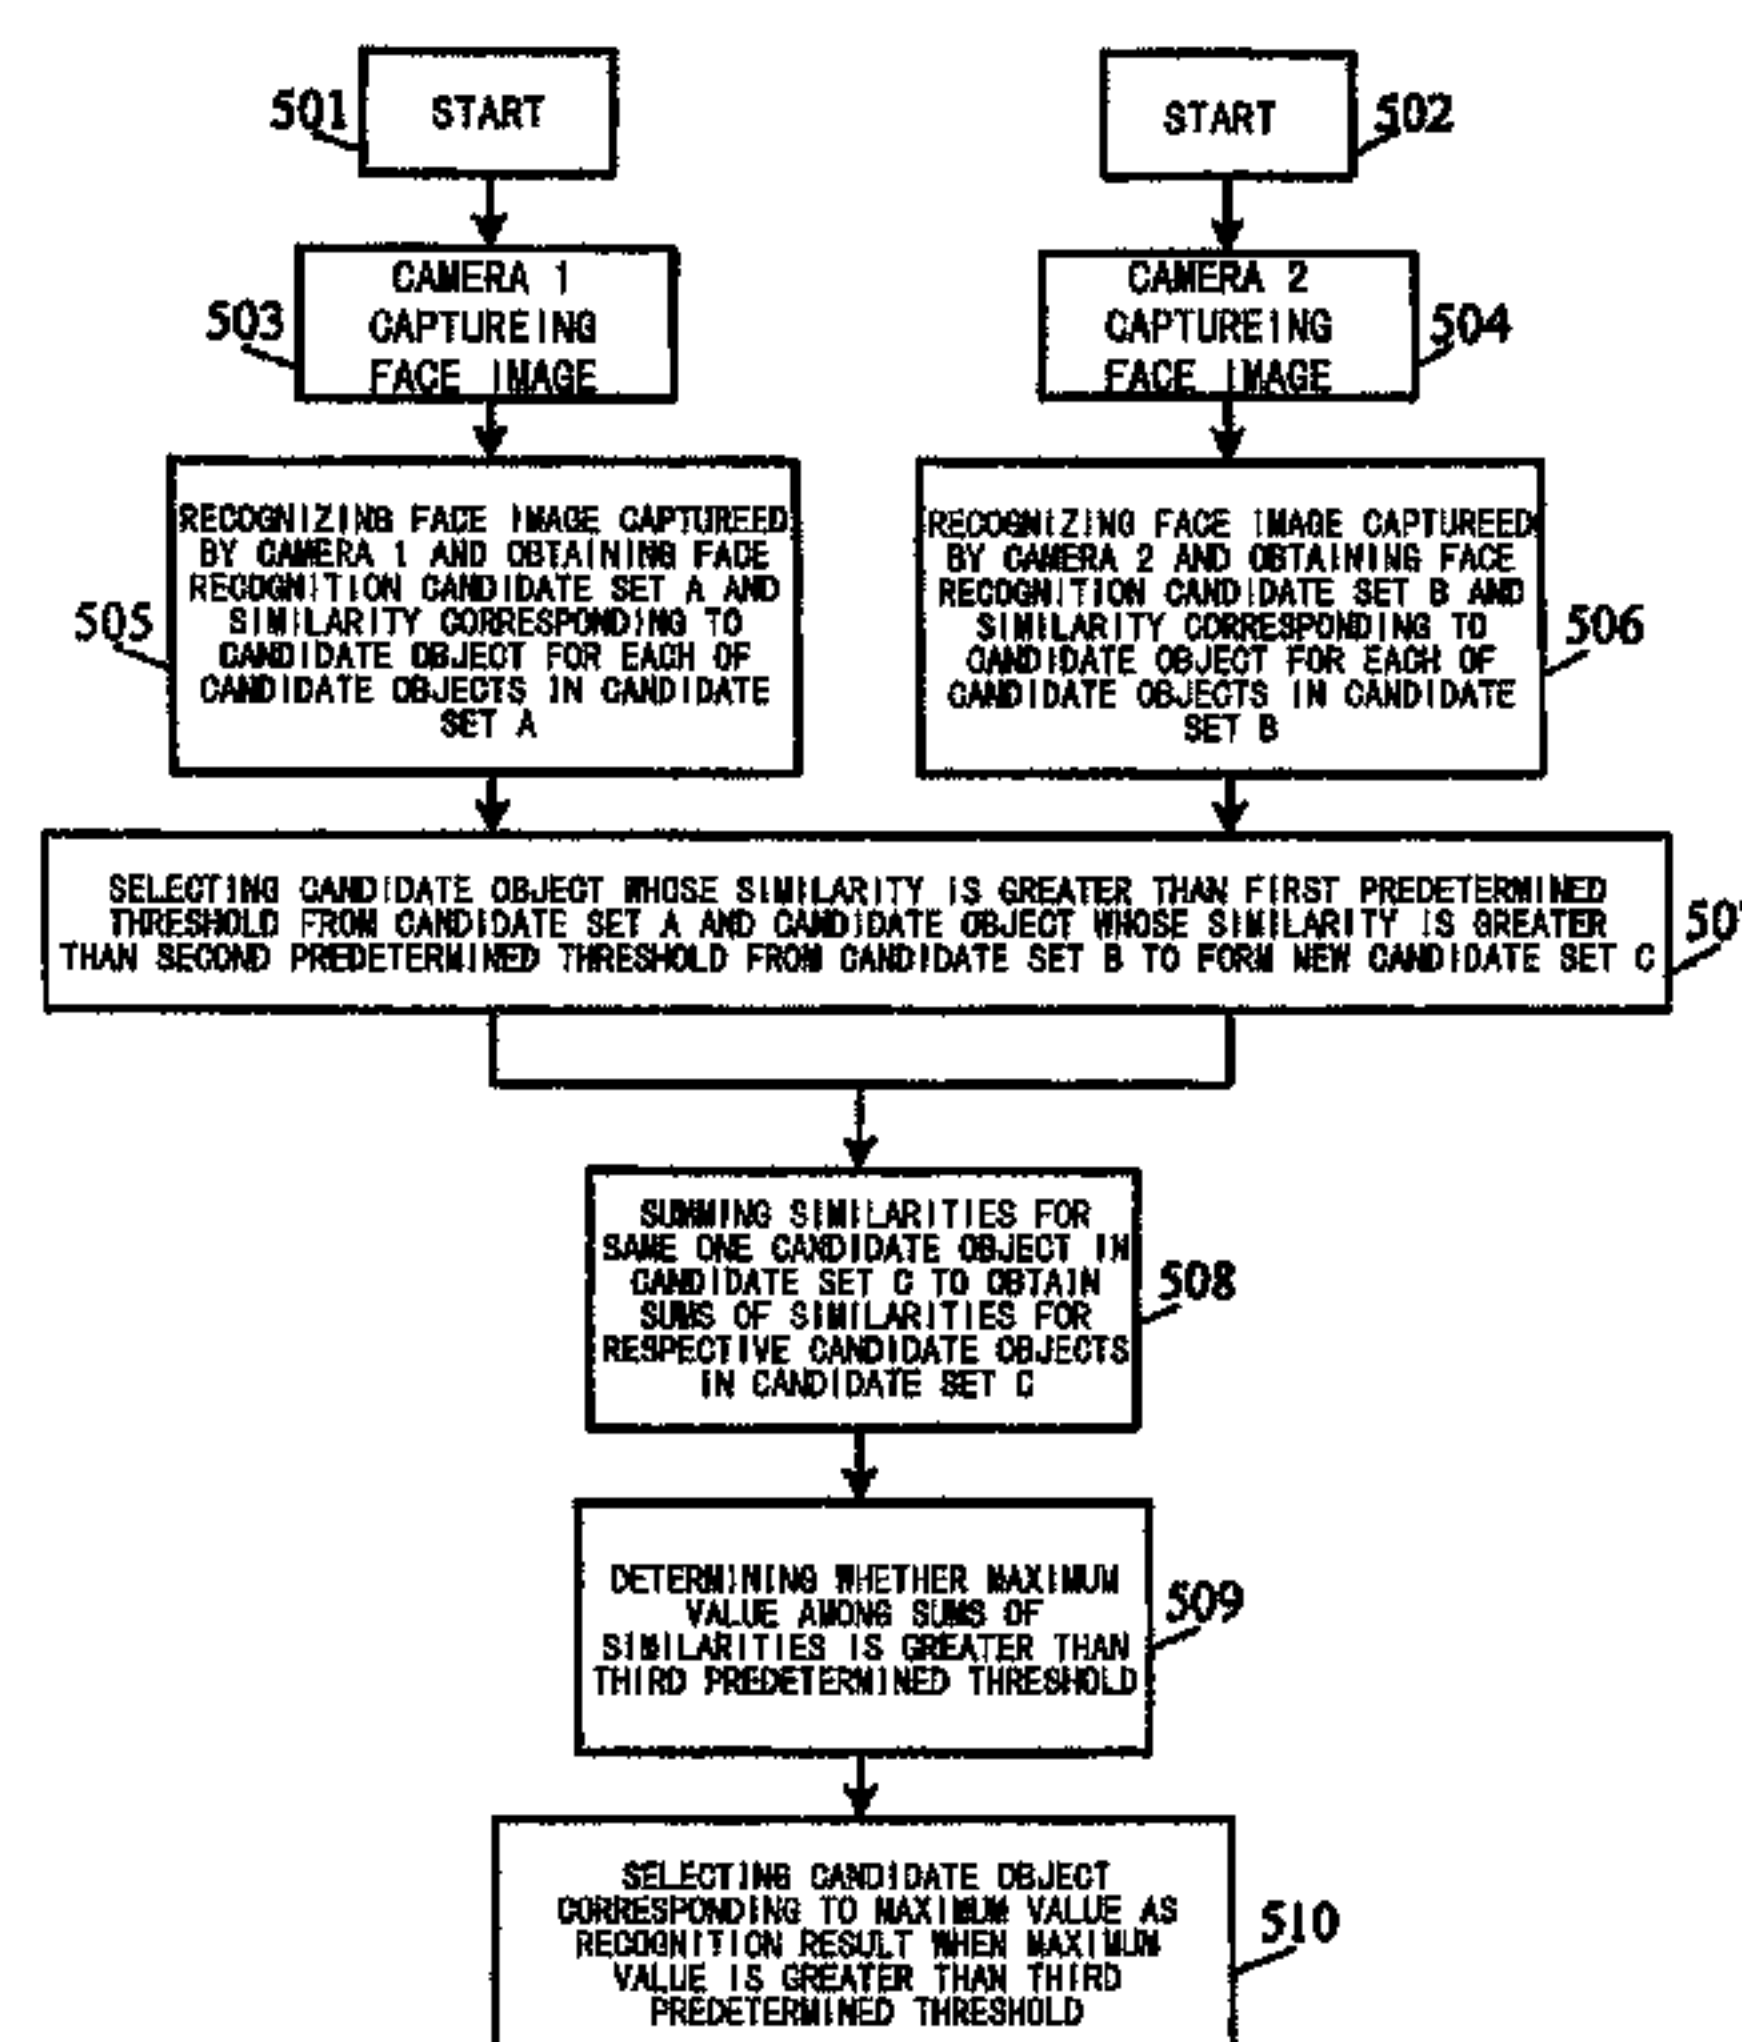 501
START
START
502
503
CAMERA 1
CAPTUREING
FACE IMAGE
CAMERA 2
CAPTUREING
FACE IMAGE
504
505
RECOGNIZING FACE IMAGE CAPTUREED
BY CAMERA 1 AND OBTAINING FACE
RECOGNITION CANDIDATE SET A AND
SIMILARITY CORRESPONDING TO
CANDIDATE OBJECT FOR EACH OF
CANDIDATE OBJECTS IN CANDIDATE
SET A
RECOGNIZING FACE IMAGE CAPTUREED
BY CAMERA 2 AND OBTAINING FACE
RECOGNITION CANDIDATE SET B AND
SIMILARITY CORRESPONDING TO
CANDIDATE OBJECT FOR EACH OF
CANDIDATE OBJECTS IN CANDIDATE
SET B
506
SELECTING CANDIDATE OBJECT WHOSE SIMILARITY IS GREATER THAN FIRST PREDETERMINED
THRESHOLD FROM CANDIDATE SET A AND CANDIDATE OBJECT WHOSE SIMILARITY IS GREATER
THAN SECOND PREDETERMINED THRESHOLD FROM CANDIDATE SET B TO FORM NEW CANDIDATE SET C
SUMMING SIMILARITIES FOR
SAME ONE CANDIDATE OBJECT IN
CANDIDATE SET C TO OBTAIN
SUMS OF SIMILARITIES FOR
RESPECTIVE CANDIDATE OBJECTS
IN CANDIDATE SET C
508
DETERMINING WHETHER MAXIMUM
VALUE AMONG SUMS OF
SIMILARITIES IS GREATER THAN
THIRD PREDETERMINED THRESHOLD
509
SELECTING CANDIDATE OBJECT
CORRESPONDING TO MAXIMUM VALUE AS
RECOGNITION RESULT WHEN MAXIMUM
VALUE IS GREATER THAN THIRD
PREDETERMINED THRESHOLD
510